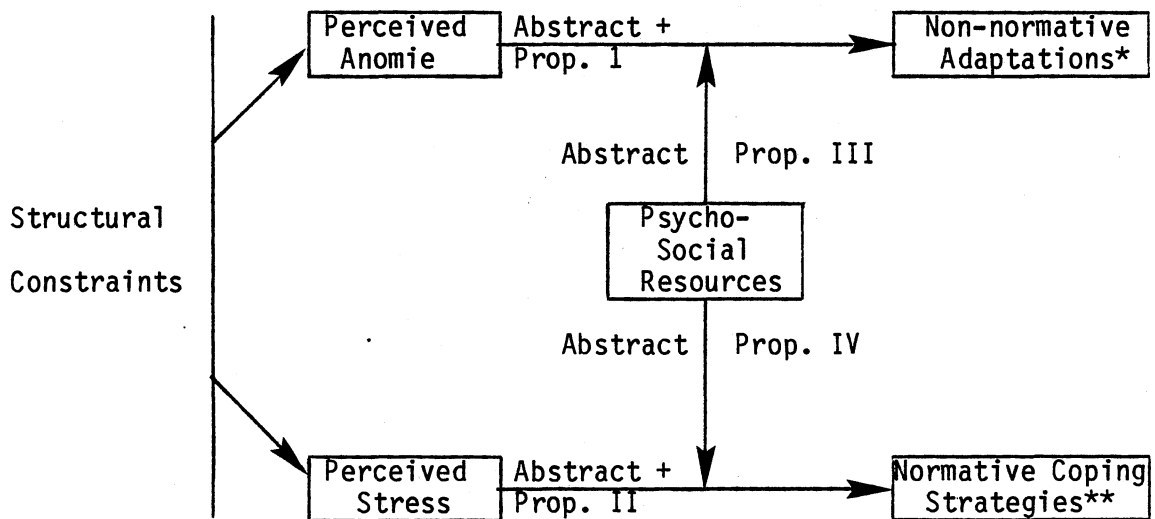 Perceived
Anomie
Abstract +
Prop. 1
Non-normative
Adaptations*
Abstract Prop. III
Structural
Constraints
Psycho-
Social
Resources
Abstract Prop. IV
Perceived
Stress
Abstract +
Prop. II
Normative Coping
Strategies**